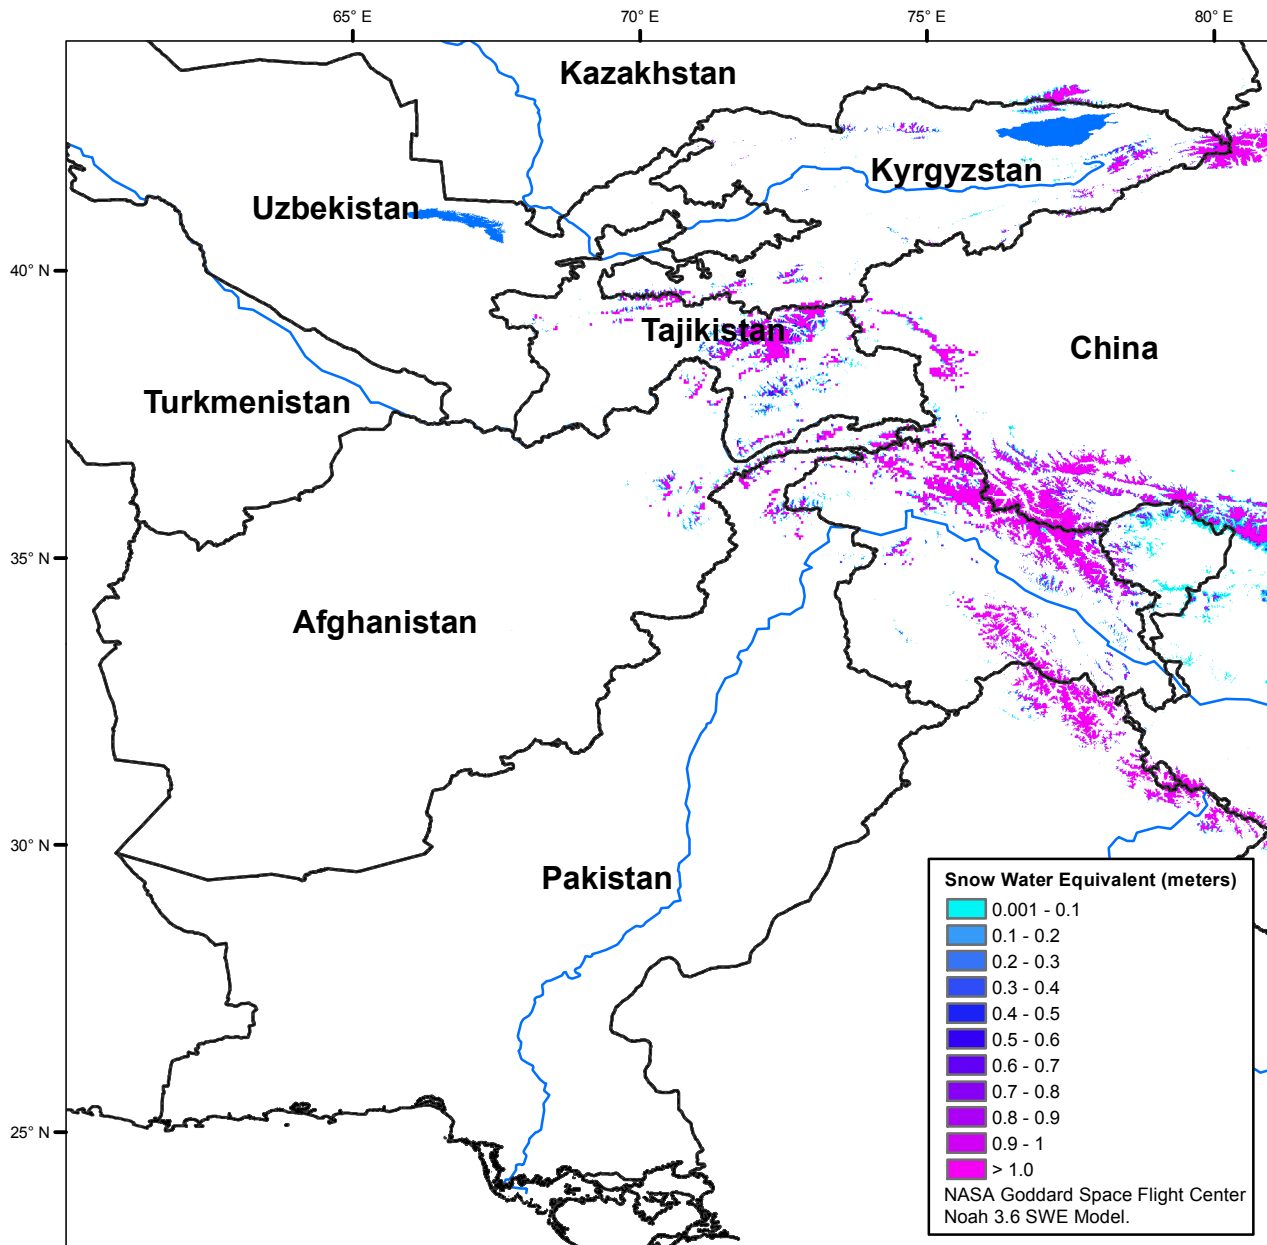 65° E
70° E
75° E
80° E
Kazakhstan
Kyrgyzstan
Uzbekistan
40° N
Tajikistan
China
Turkmenistan
35° N
Afghanistan
30° N
Pakistan
25° N
Snow Water Equivalent (meters)
0.001 - 0.1
0.1 - 0.2
0.2 - 0.3
0.3 - 0.4
0.4 - 0.5
0.5 - 0.6
0.6 - 0.7
0.7 - 0.8
0.8 - 0.9
0.9 - 1
> 1.0
NASA Goddard Space Flight Center
Noah 3.6 SWE Model.